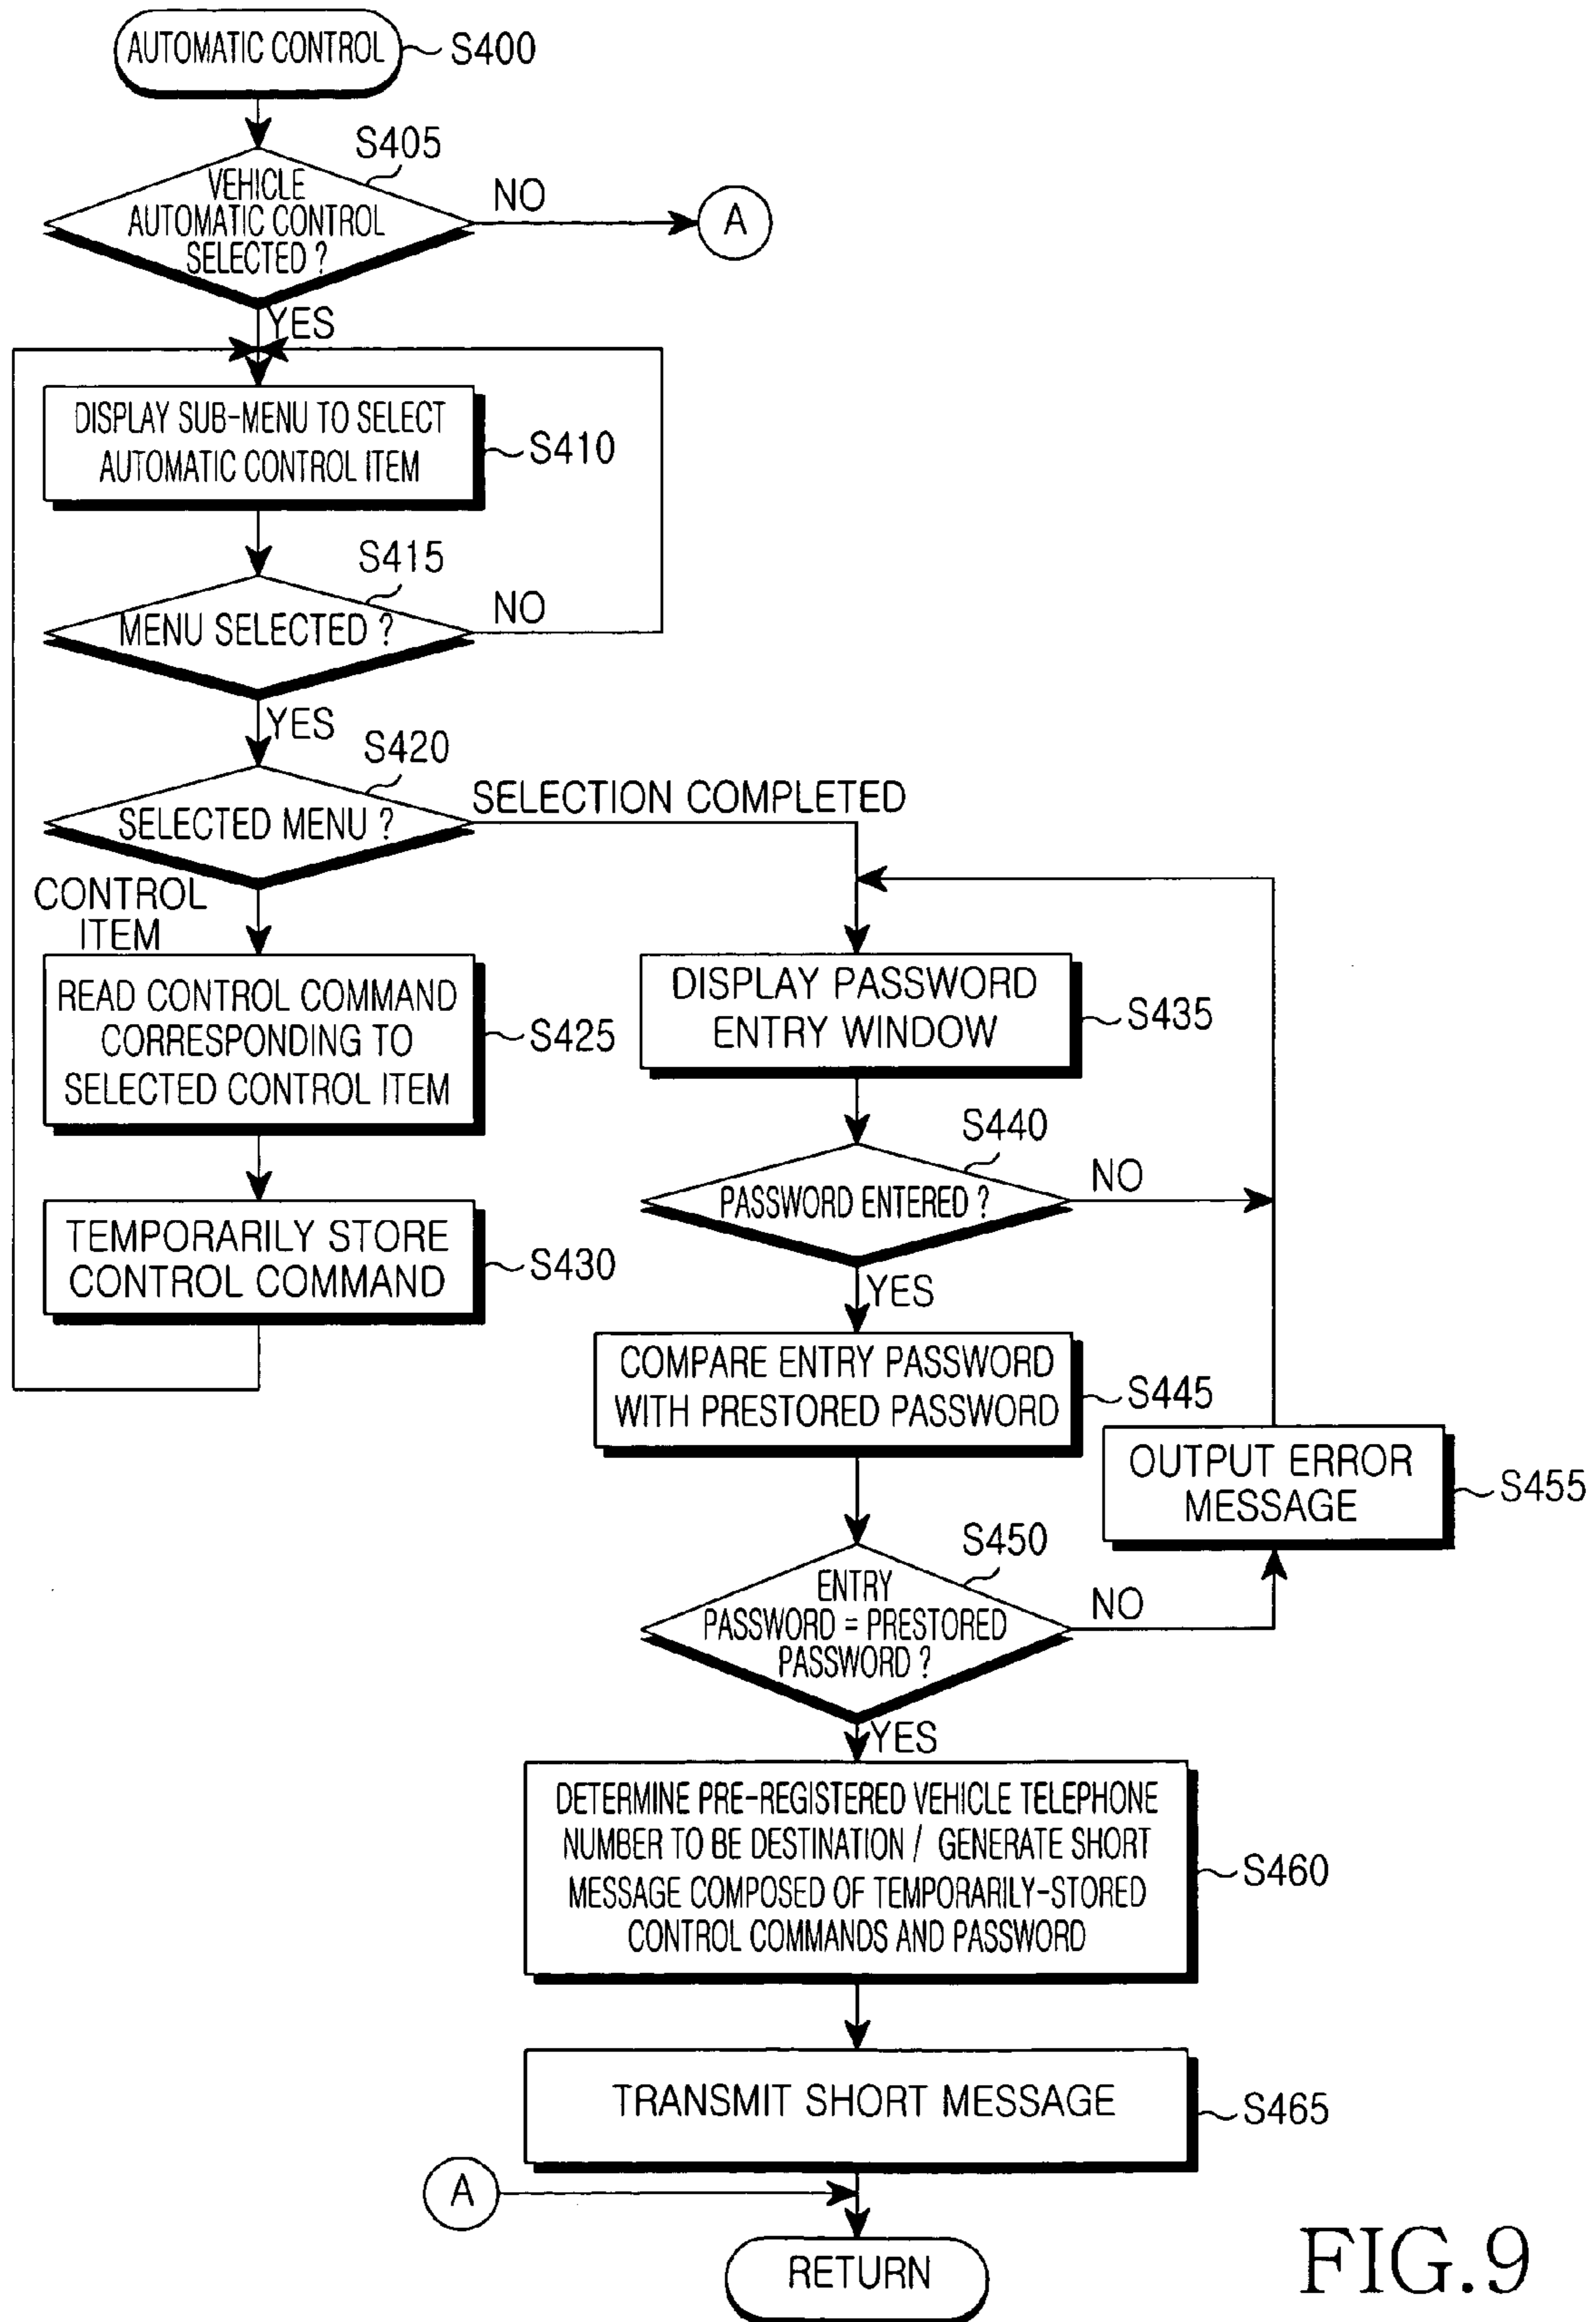 AUTOMATIC CONTROL
S400
S405
VEHICLE
AUTOMATIC CONTROL
SELECTED ?
NO
A
YES
DISPLAY SUB-MENU TO SELECT
AUTOMATIC CONTROL ITEM
S410
S415
MENU SELECTED ?
NO
YES
S420
SELECTED MENU ?
SELECTION COMPLETED
CONTROL
ITEM
READ CONTROL COMMAND
CORRESPONDING TO
SELECTED CONTROL ITEM
S425
TEMPORARILY STORE
CONTROL COMMAND
S430
DISPLAY PASSWORD
ENTRY WINDOW
S435
S440
PASSWORD ENTERED ?
NO
YES
COMPARE ENTRY PASSWORD
WITH PRESTORED PASSWORD
S445
OUTPUT ERROR
MESSAGE
S455
S450
ENTRY
PASSWORD = PRESTORED
PASSWORD ?
NO
YES
DETERMINE PRE-REGISTERED VEHICLE TELEPHONE
NUMBER TO BE DESTINATION / GENERATE SHORT
MESSAGE COMPOSED OF TEMPORARILY-STORED
CONTROL COMMANDS AND PASSWORD
S460
TRANSMIT SHORT MESSAGE
S465
A
RETURN
FIG.9